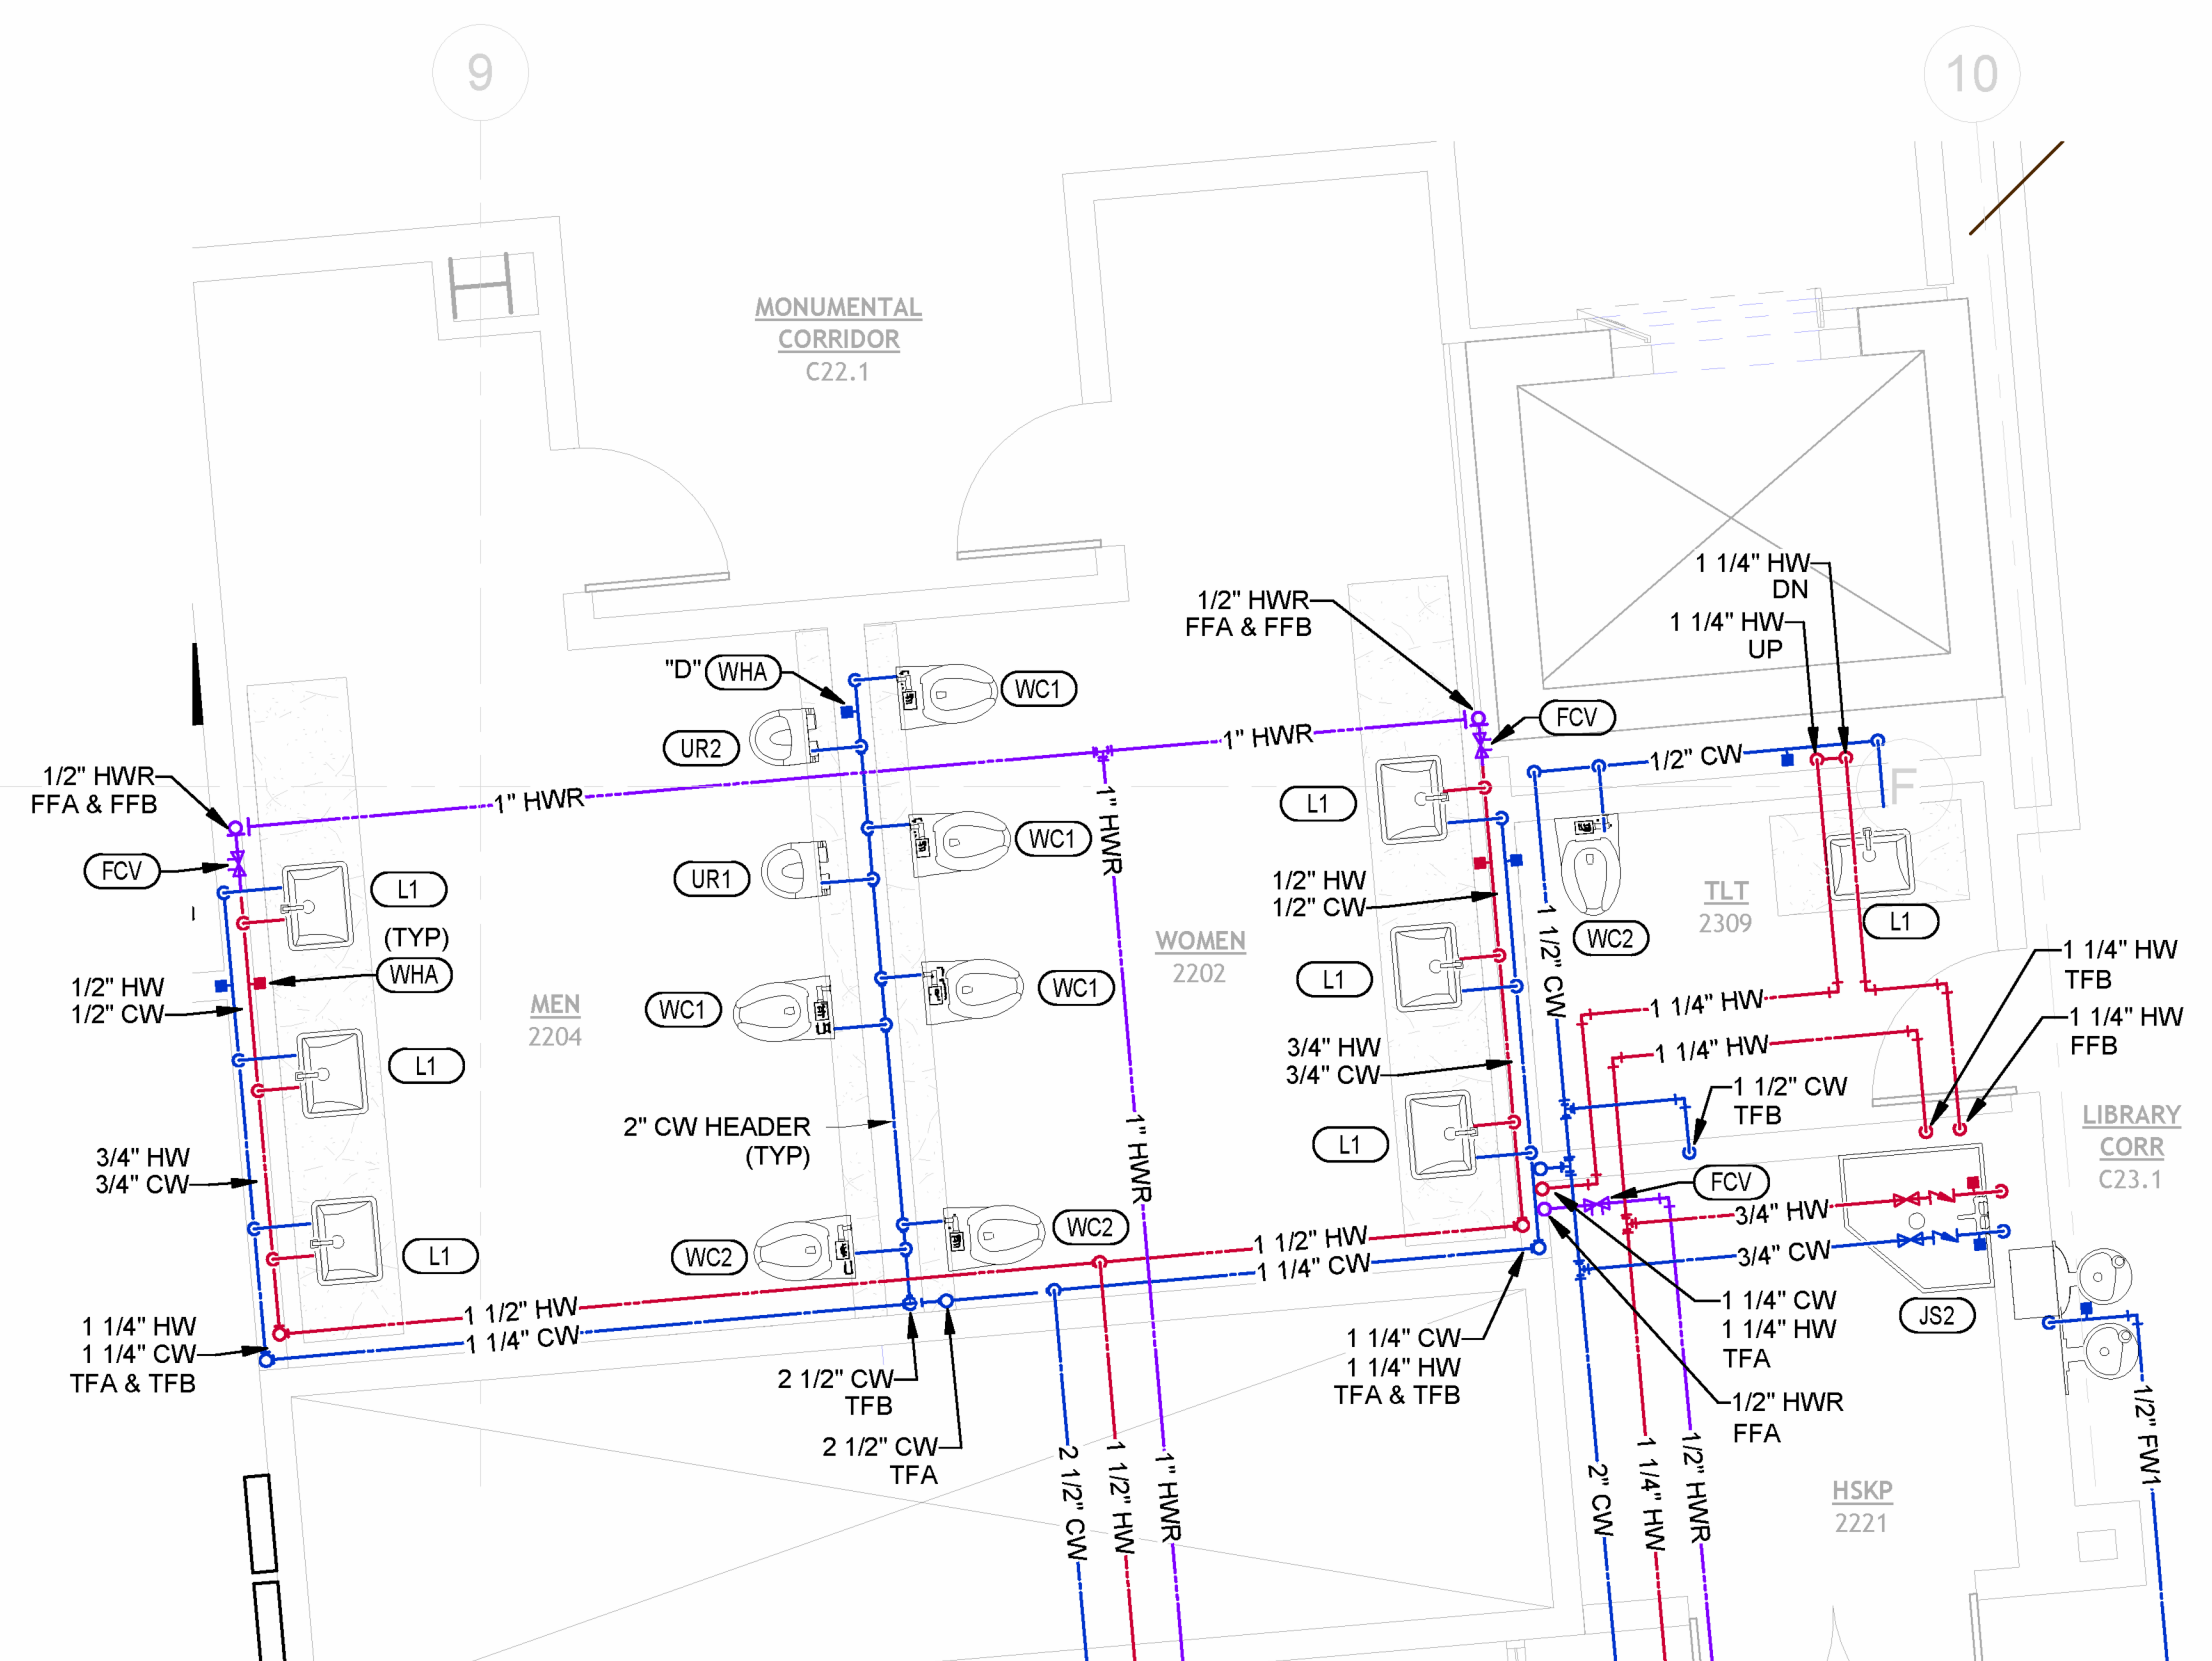 9
10
MONUMENTAL
CORRIDOR
C22.1
1 1/4" HW
DN
1 1/4" HW
UP
1/2" HWR
FFA & FFB
"D" WHA
WC1
UR2
FCV
1" HWR
1/2" CW
1/2" HWR
FFA & FFB
1" HWR
F
L1
1" HWR
WC1
FCV
UR1
L1
(TYP)
1/2" HW
1/2" CW
TLT
2309
L1
1 1/2" CW
WC2
WOMEN
2202
1 1/4" HW
TFB
WHA
1/2" HW
1/2" CW
MEN
2204
WC1
WC1
L1
1 1/4" HW
1 1/4" HW
FFB
L1
3/4" HW
3/4" CW
1 1/4" HW
1 1/2" CW
TFB
2" CW HEADER
(TYP)
1" HWR
L1
LIBRARY
CORR
C23.1
3/4" HW
3/4" CW
FCV
3/4" HW
WC2
WC2
L1
1 1/2" HW
1 1/4" CW
3/4" CW
1 1/2" HW
1 1/4" CW
1 1/4" CW
1 1/4" HW
TFA
JS2
1 1/4" HW
1 1/4" CW
TFA & TFB
1 1/4" CW
1 1/4" HW
TFA & TFB
2 1/2" CW
TFB
1/2" HWR
FFA
2 1/2" CW
TFA
2 1/2" CW
1 1/2" HW
1" HWR
2" CW
1 1/4" HW
1/2" HWR
1/2" FW1
HSKP
2221